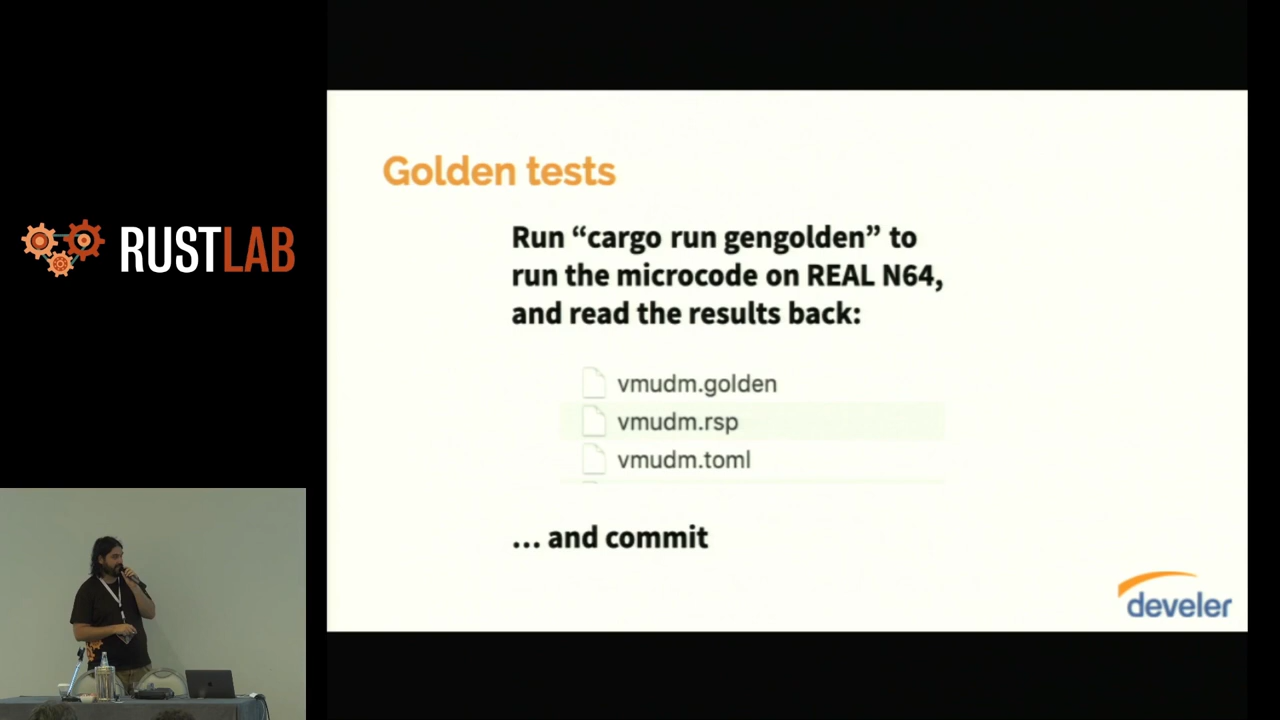 RUSTLAB
Golden tests
Run “cargo run gengolden” to
run the microcode on REAL N64,
and read the results back:
vmudm.golden
vmudm.rsp
vmudm.toml
... and commit
develer